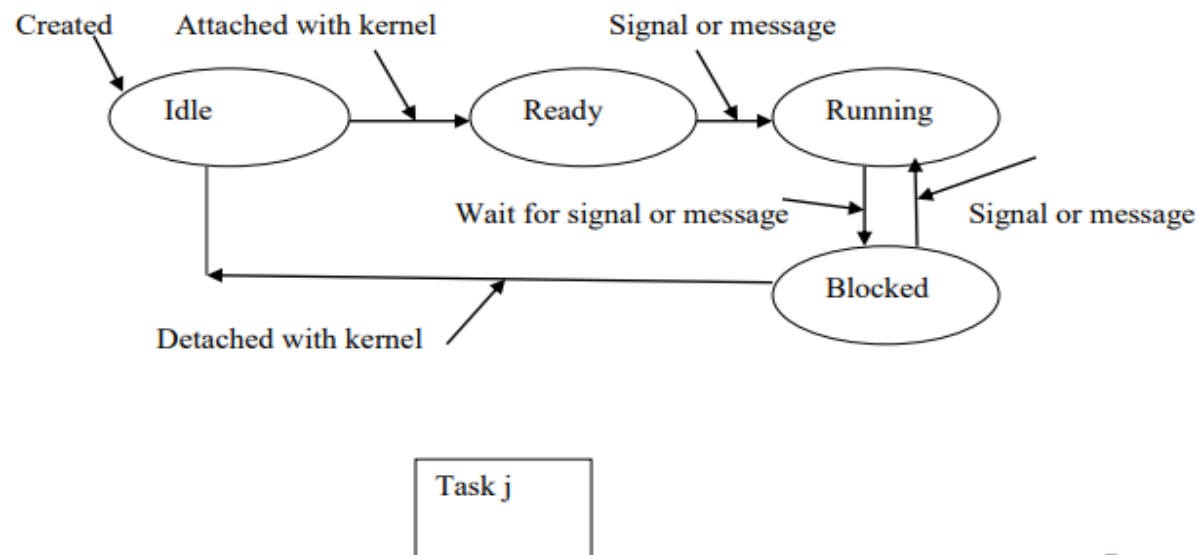 Created
Attached with kernel
Signal or message
Idle
Ready
Running
Wait for signal or message
Signal or message
Blocked
Detached with kernel
Task j